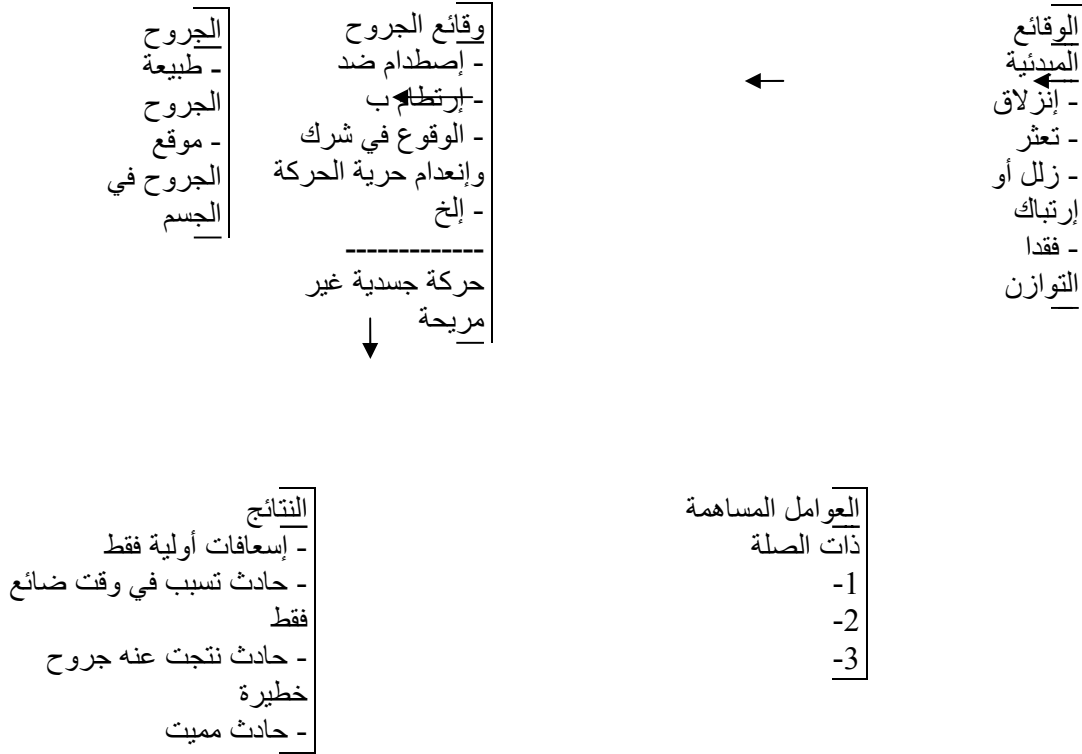 الوقائع
المبدئية
- إنزلاق
- تعثر
- زلل أو
إرتباك
- فقدا
التوازن
وقائع الجروح
- إصطدام ضد
- إرتطام ب
- الوقوع في شرك
وإنعدام حرية الحركة
- إلخ
-------------
حركة جسدية غير
مريحة
الجروح
- طبيعة
الجروح
- موقع
الجروح في
الجسم
العوامل المساهمة
ذات الصلة
1-
2-
3-
النتائج
- إسعافات أولية فقط
- حادث تسبب في وقت ضائع
فقط
- حادث نتجت عنه جروح
خطيرة
- حادث مميت